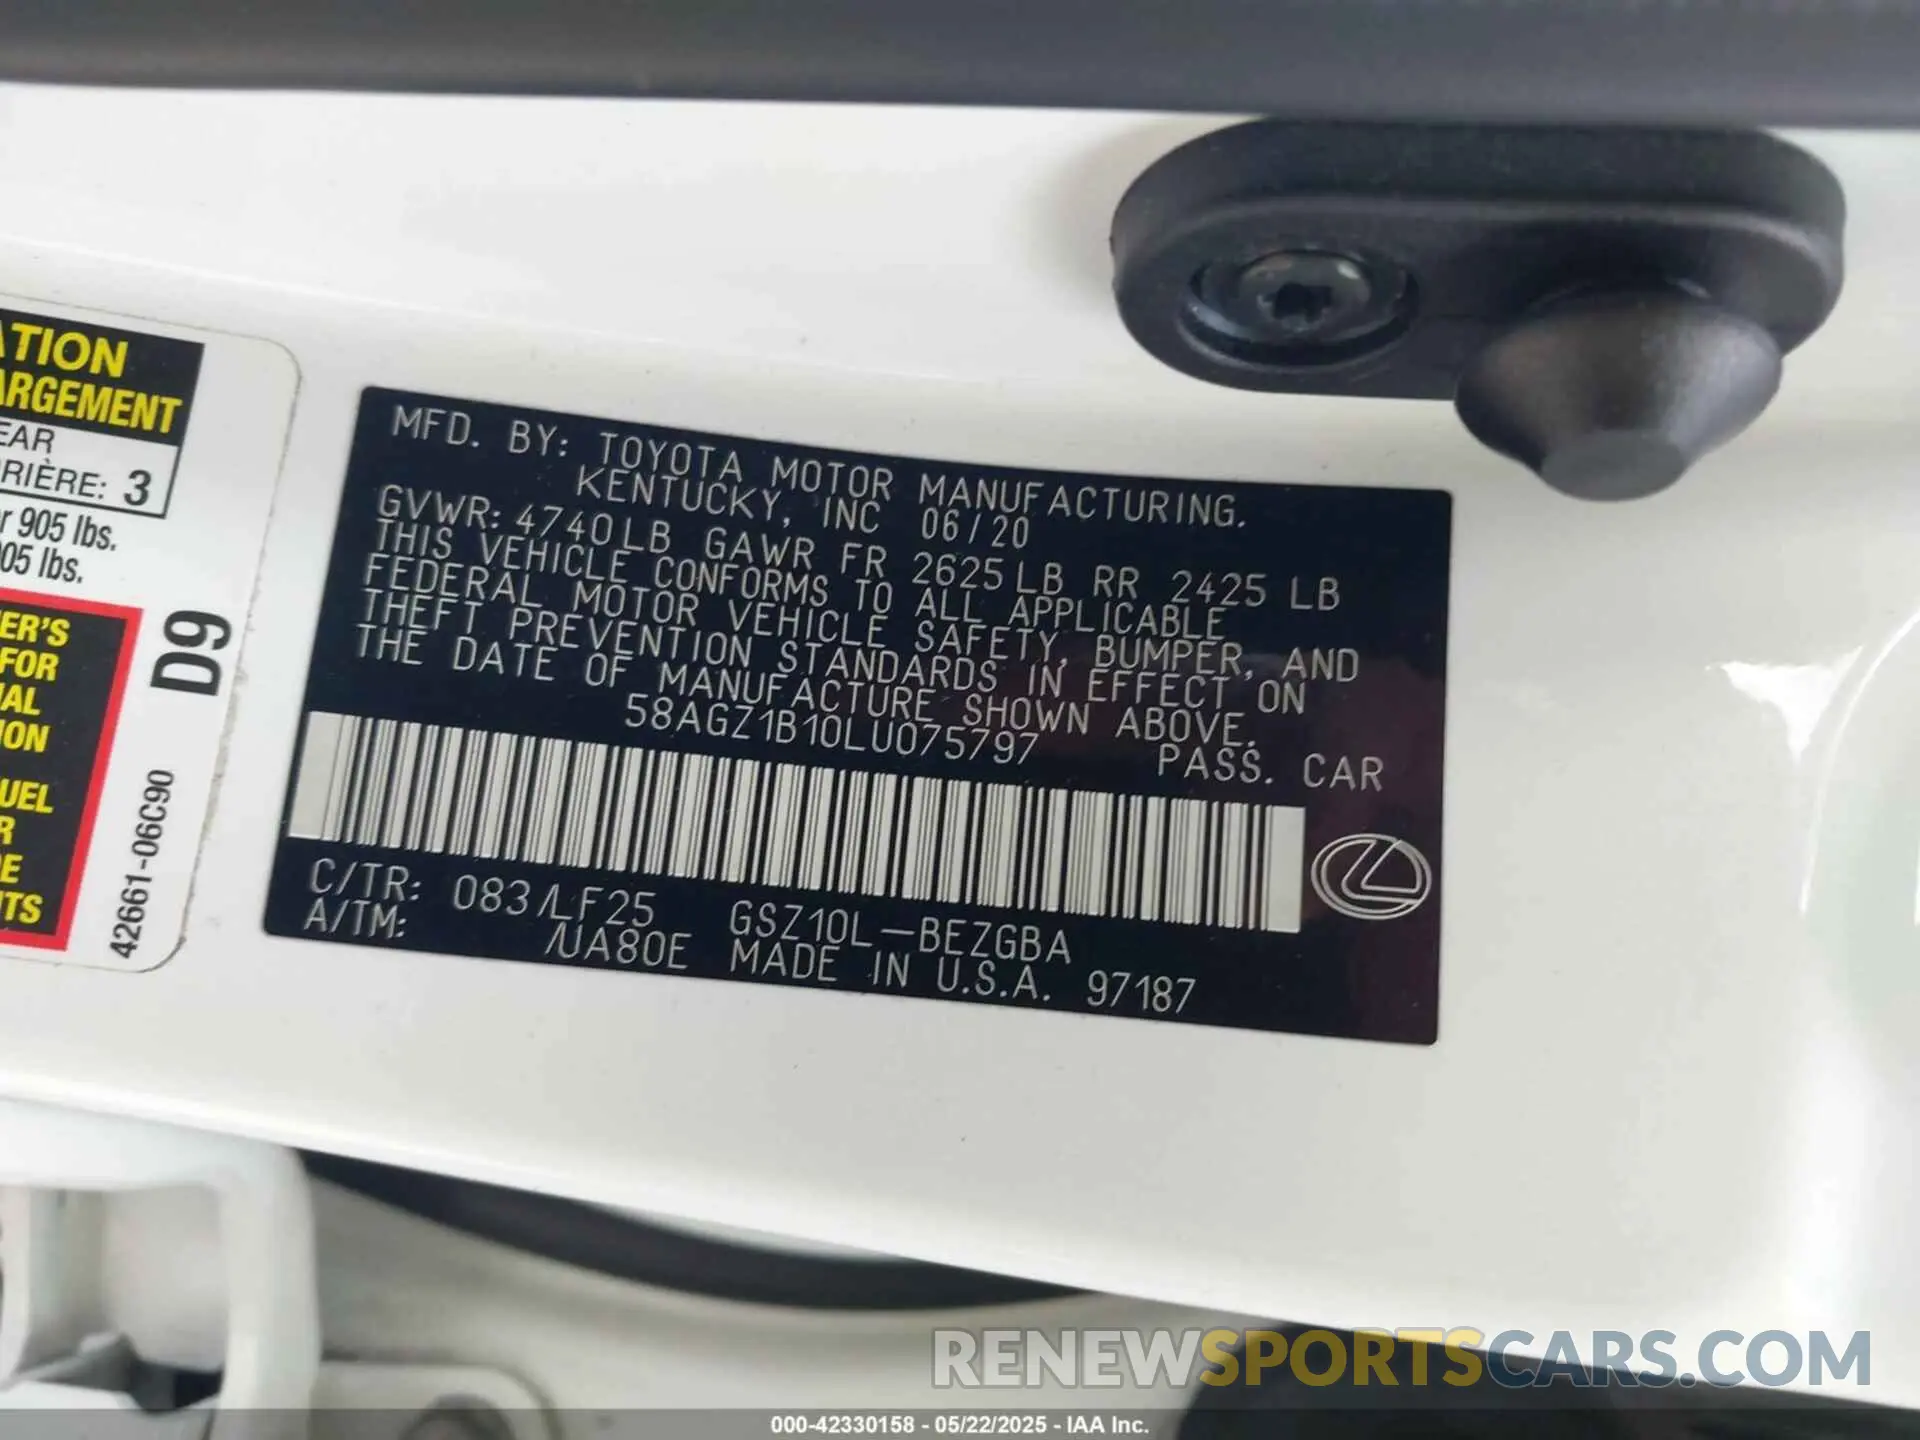 ATION
ARGEMENT
EAR
RIÈRE: 3
r 905 lbs.
05 lbs.
ER'S
FOR
ION
UEL
R
E
TS
D9
42661-06C90
MFD. BY: TOYOTA MOTOR MANUFACTURING.
KENTUCKY, INC 06/20
GVWR: 4740LB GAWR FR 2625LB RR 2425 LB
THIS VEHICLE CONFORMS TO ALL APPLICABLE
FEDERAL MOTOR VEHICLE SAFETY, BUMPER, AND
THEFT PREVENTION STANDARDS IN EFFECT ON
THE DATE OF MANUFACTURE SHOWN ABOVE.
58AGZ1B10LU075797 PASS. CAR
C/TR: 083/LF25 GSZ10L-BEZGBA
A/TM: /UA80E MADE IN U.S.A. 97187
RENEWSPORTSCARS.COM
000-42330158 - 05/22/2025 - IAA Inc.